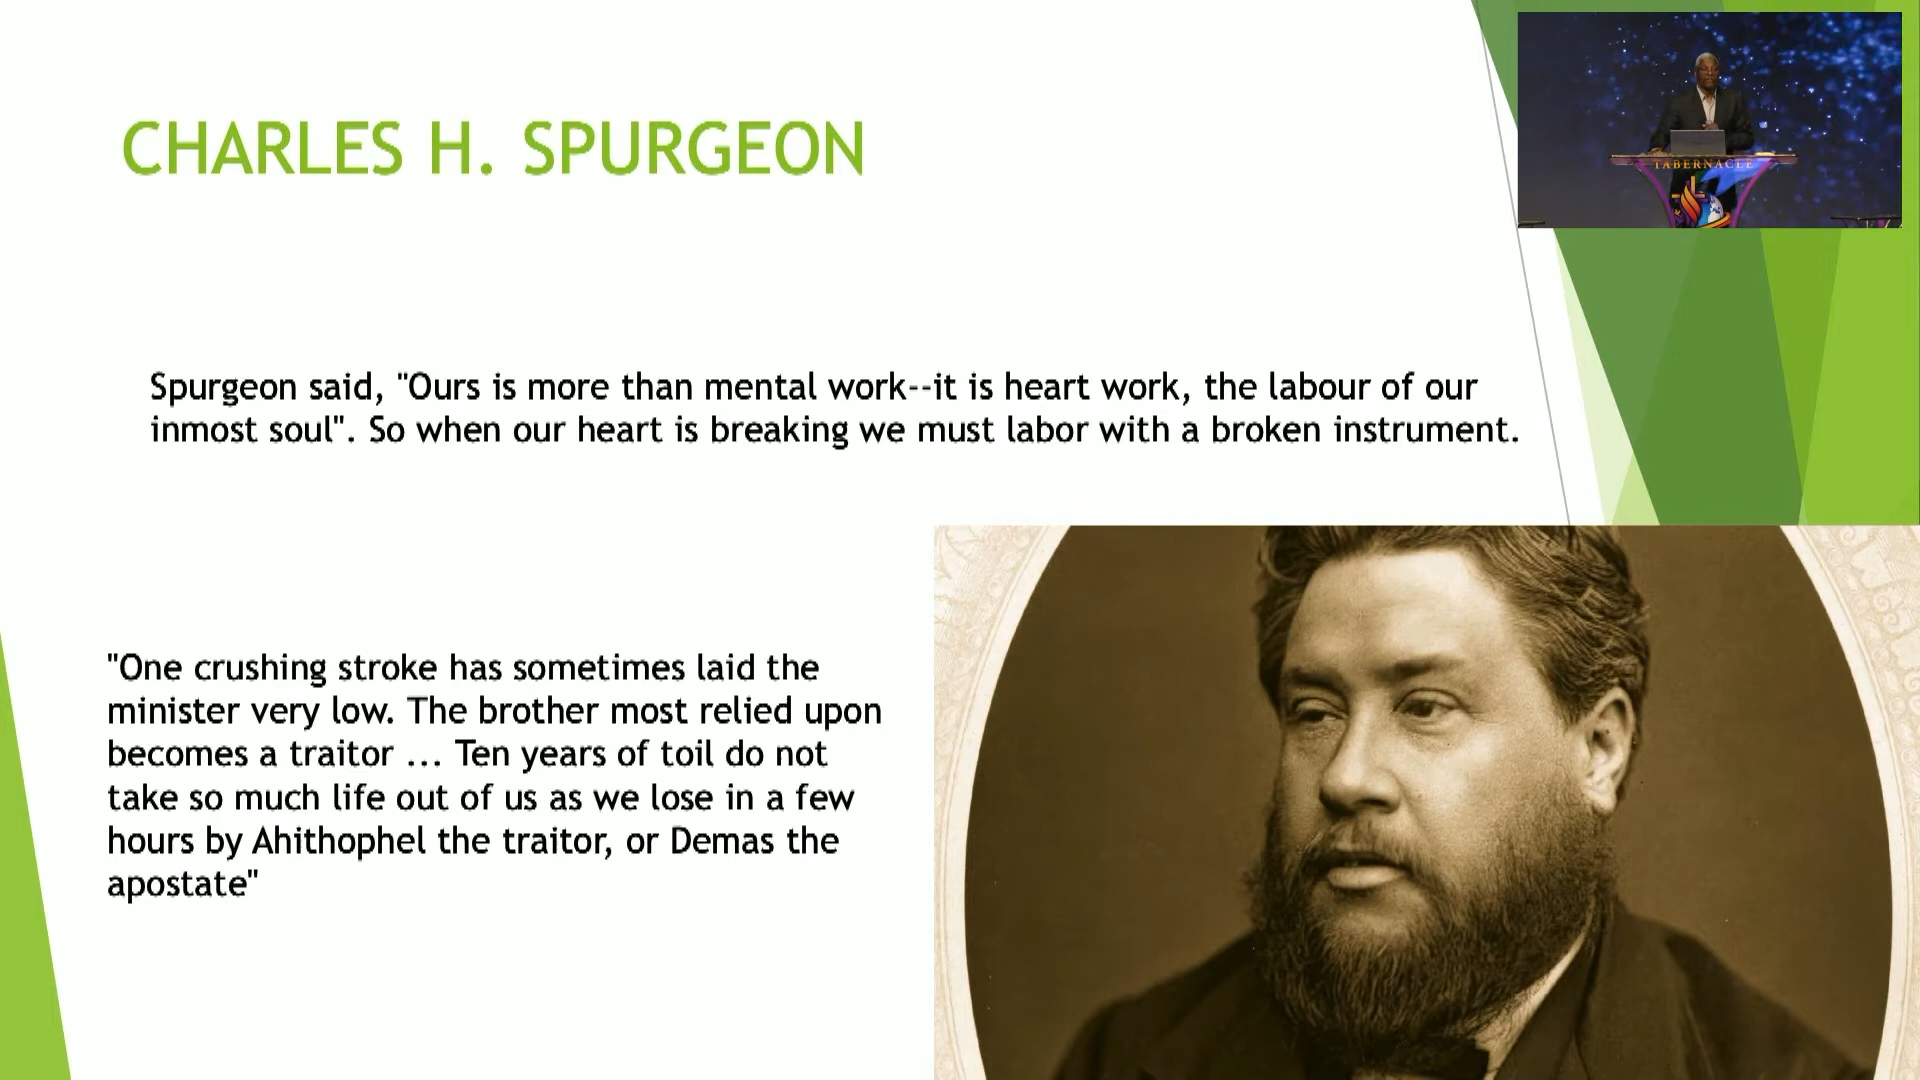 CHARLES H. SPURGEON
TABERNACLE
Spurgeon said, "Ours is more than mental work--it is heart work, the labour of our
inmost soul". So when our heart is breaking we must labor with a broken instrument.
"One crushing stroke has sometimes laid the
minister very low. The brother most relied upon
becomes a traitor ... Ten years of toil do not
take so much life out of us as we lose in a few
hours by Ahithophel the traitor, or Demas the
apostate"